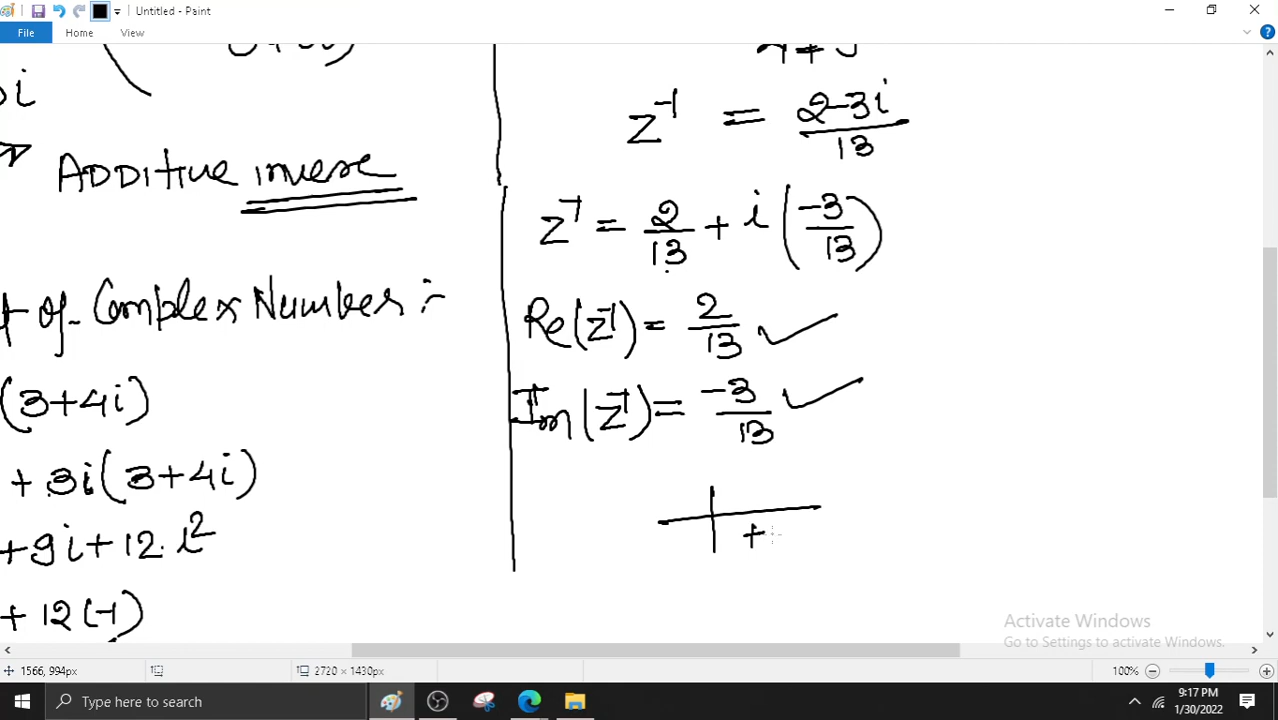 Untitled - Paint
File Home View
i
ADDitive inverse
of Complex Number :-
(3+4i)
+ 3i(3+4i)
+9i+12.i²
+ 12(-1)
z⁻¹ = 2-3i/13
z⁻¹ = 2/13 + i(-3/13)
Re(z⁻¹) = 2/13 ✓
Im(z⁻¹) = -3/13 ✓
+
Activate Windows
Go to Settings to activate Windows.
1566, 994px
2720 × 1430px
100%
Type here to search
9:17 PM
1/30/2022